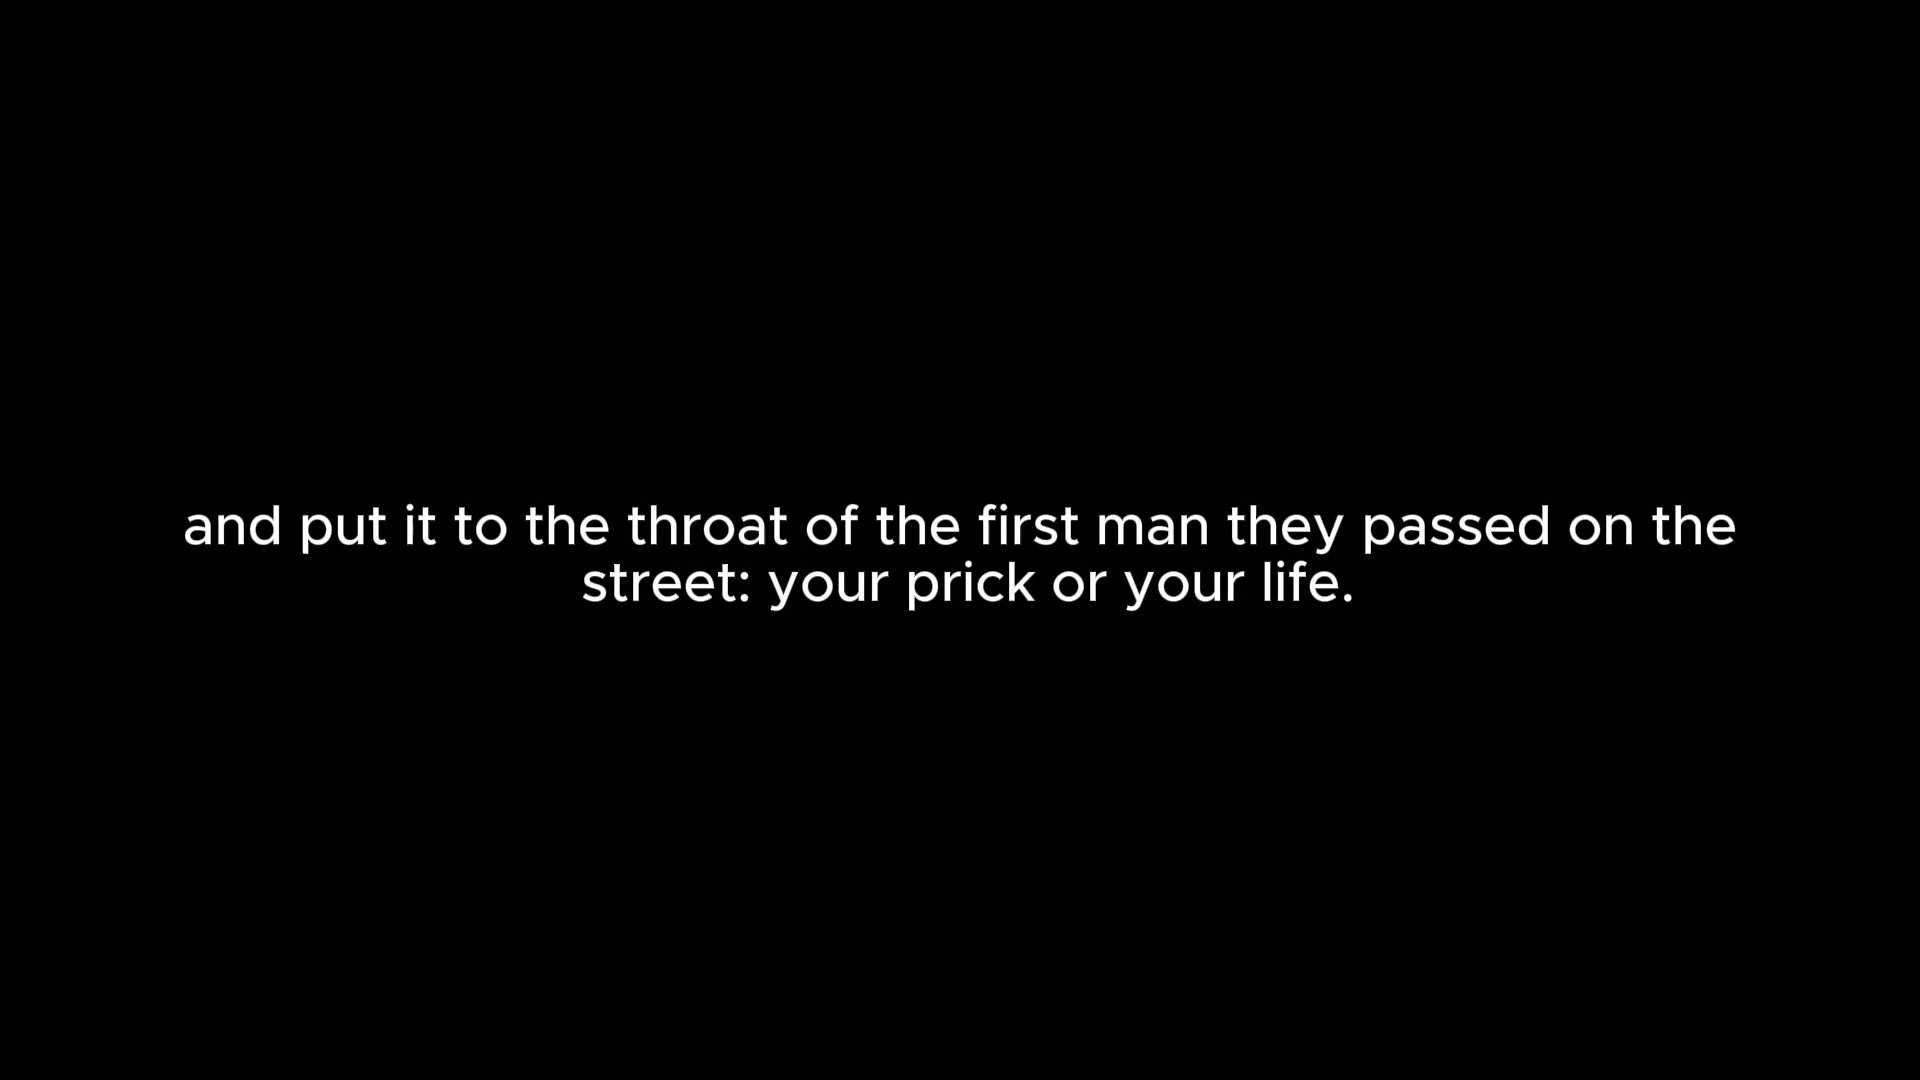 and put it to the throat of the first man they passed on the
street: your prick or your life.